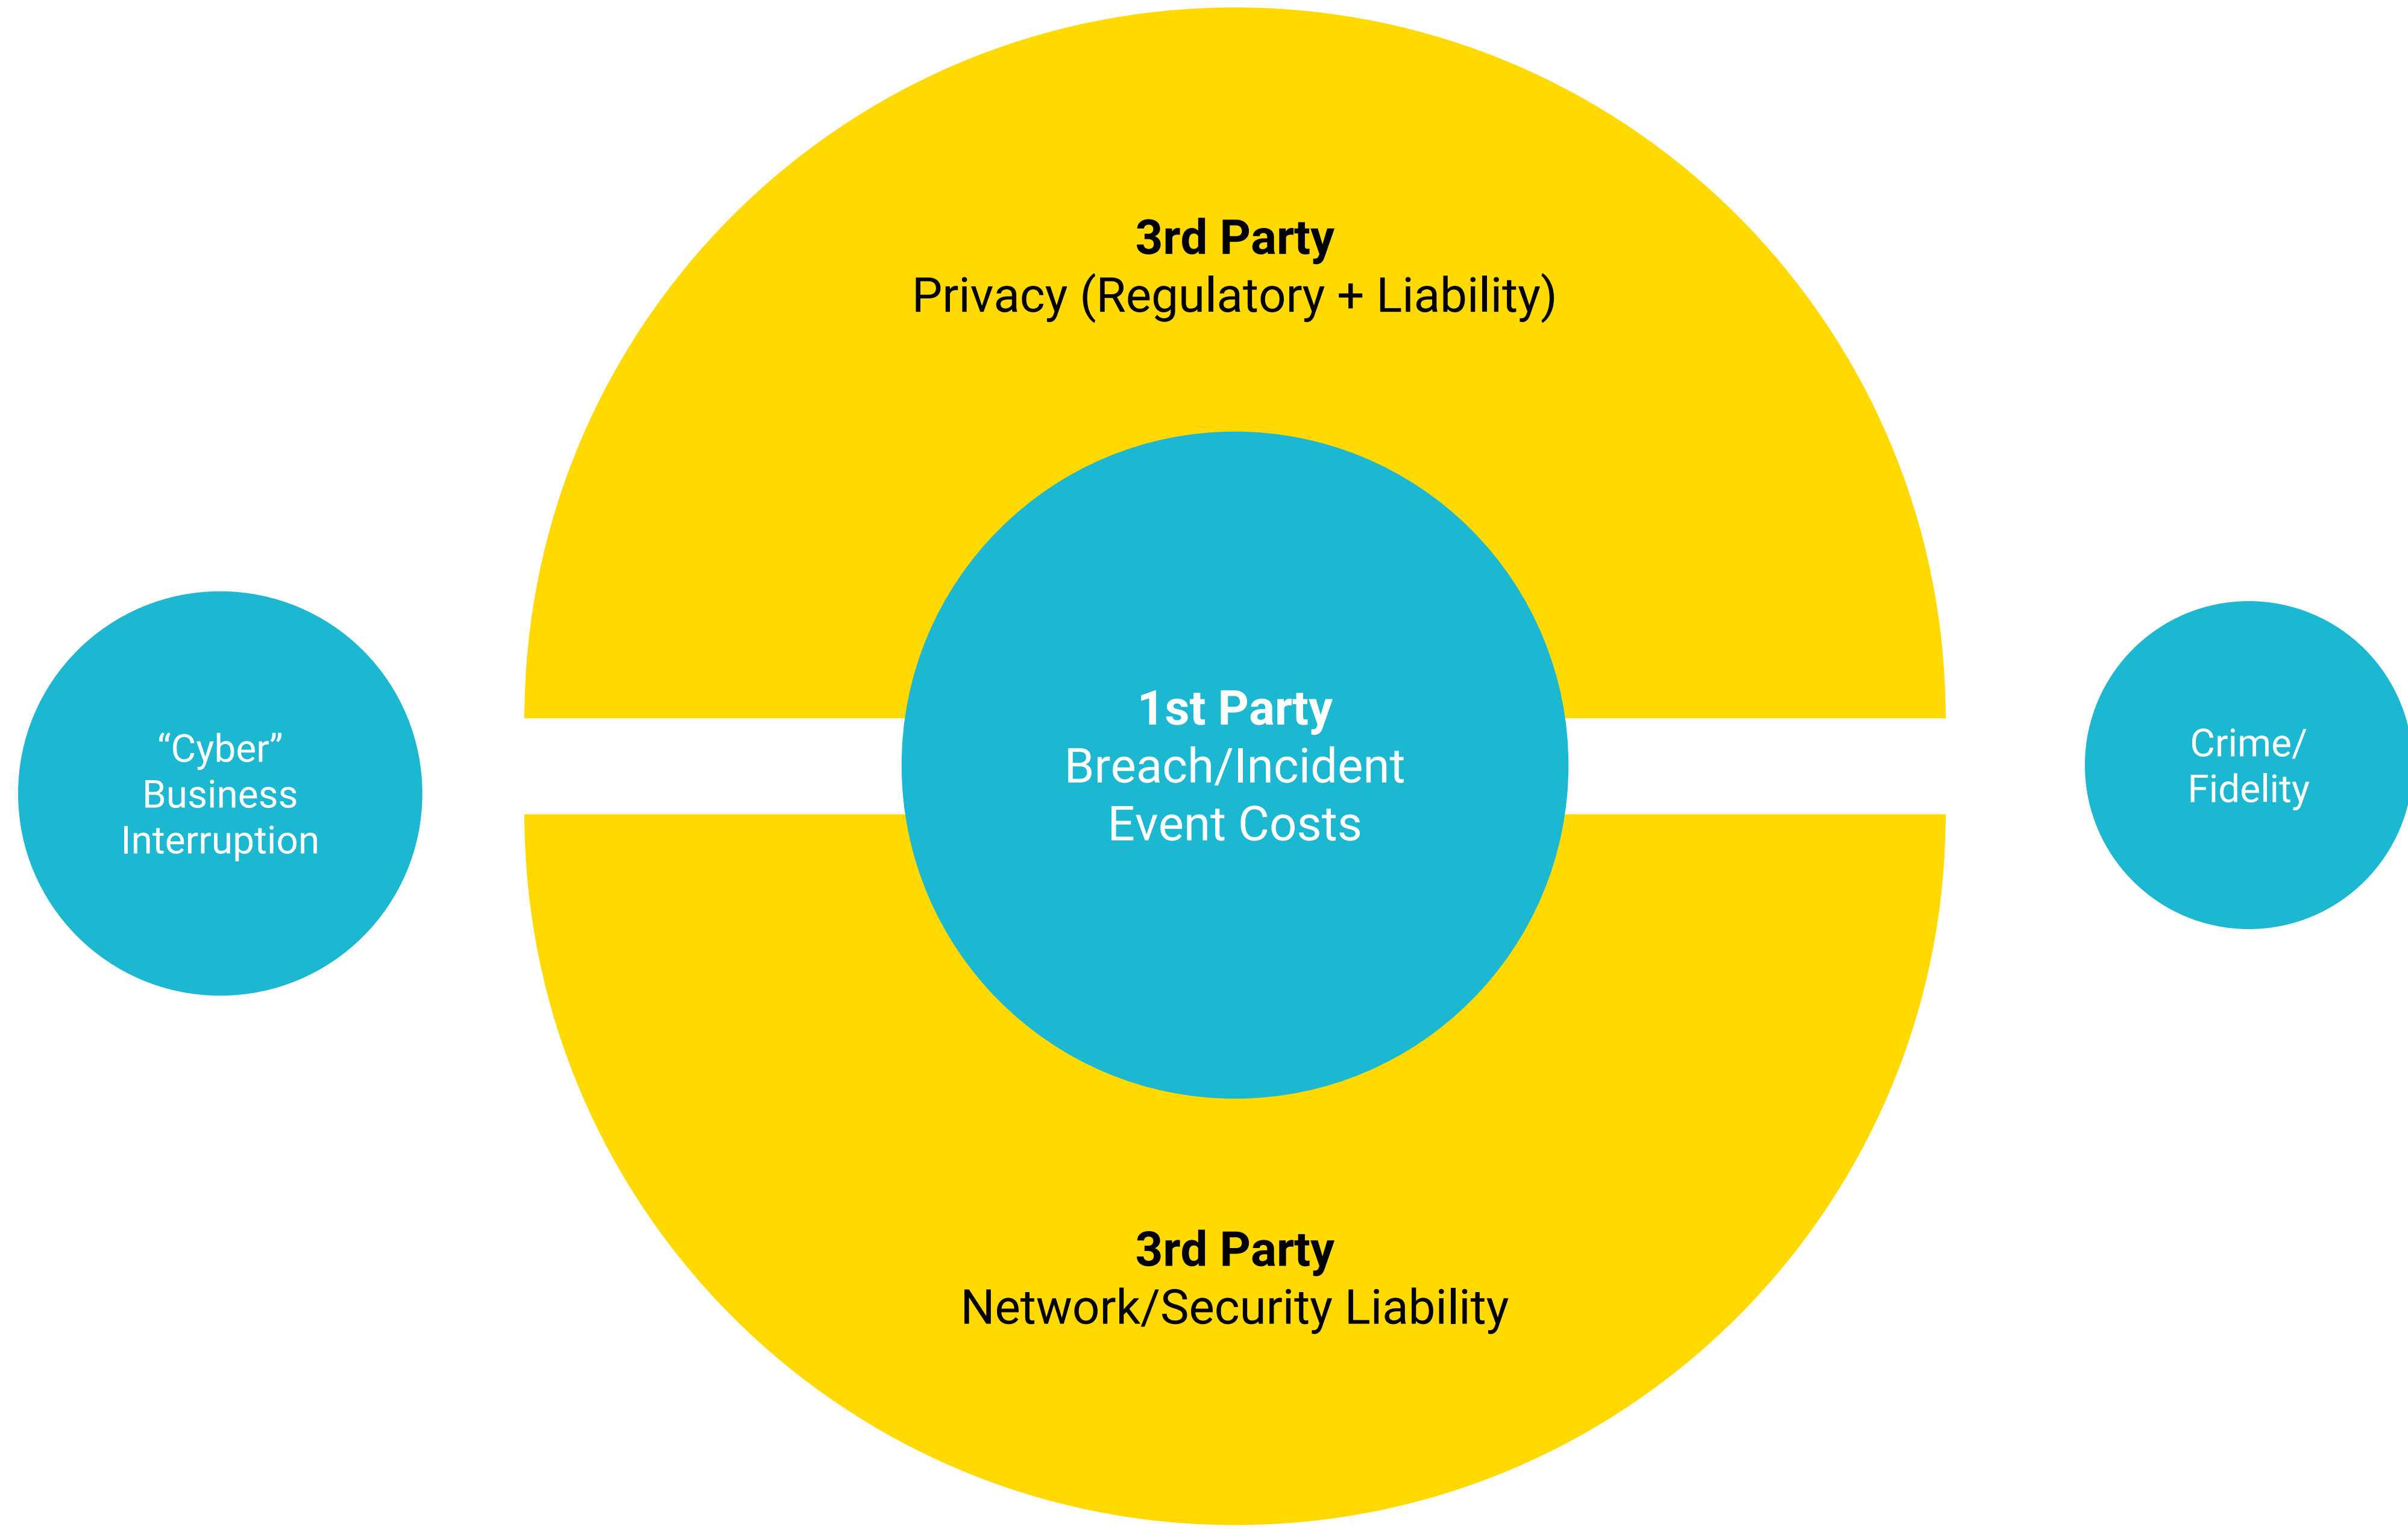 3rd Party
Privacy (Regulatory + Liability)
“Cyber”
Business
Interruption
1st Party
Breach/Incident
Event Costs
Crime/
Fidelity
3rd Party
Network/Security Liability